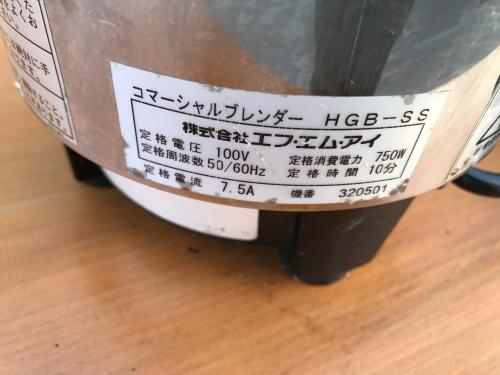 コマーシャルブレンダー HGB-SS
株式会社エフ・エム・アイ
定格電圧 100V 定格消費電力 750W
定格周波数 50/60Hz 定格時間 10分
定格電流 7.5A 機番 320501